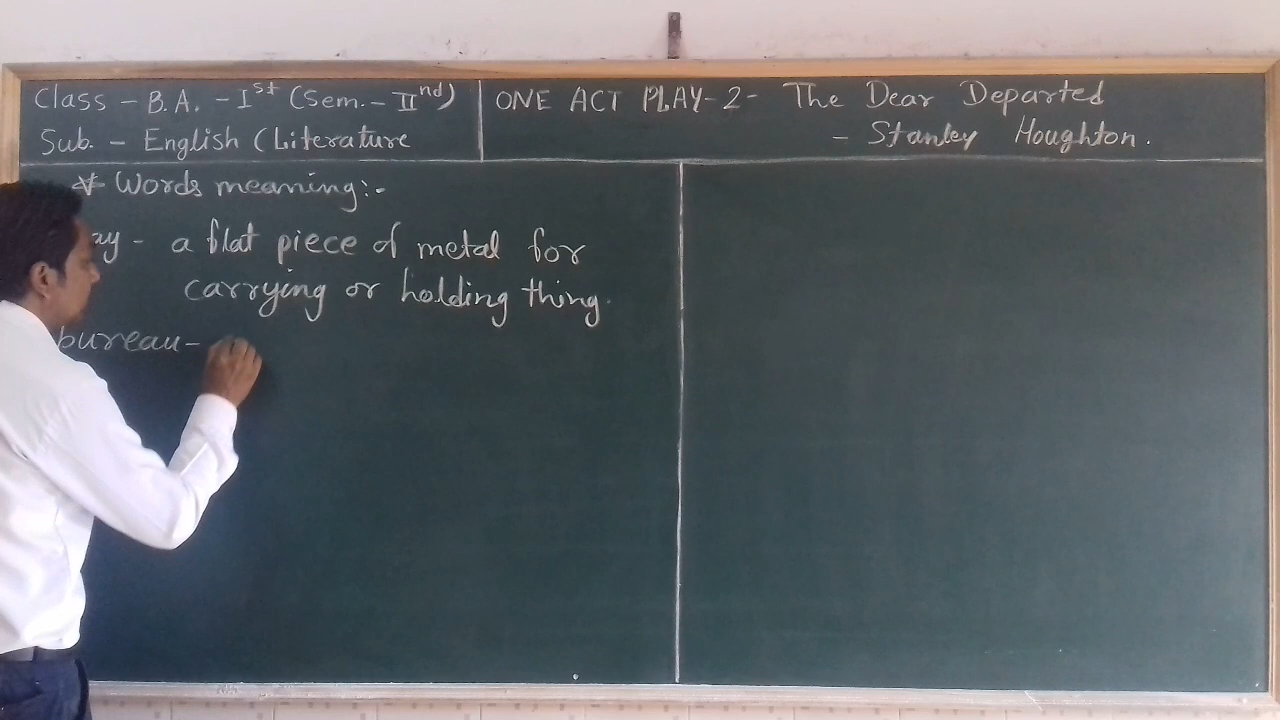 Class - B.A. - Ist (Sem. - IInd)
Sub. - English (Literature
ONE ACT PLAY-2- The Dear Departed
- Stanley Houghton.
* Words meaning:-
- a flat piece of metal for
carrying or holding thing.
bureau-